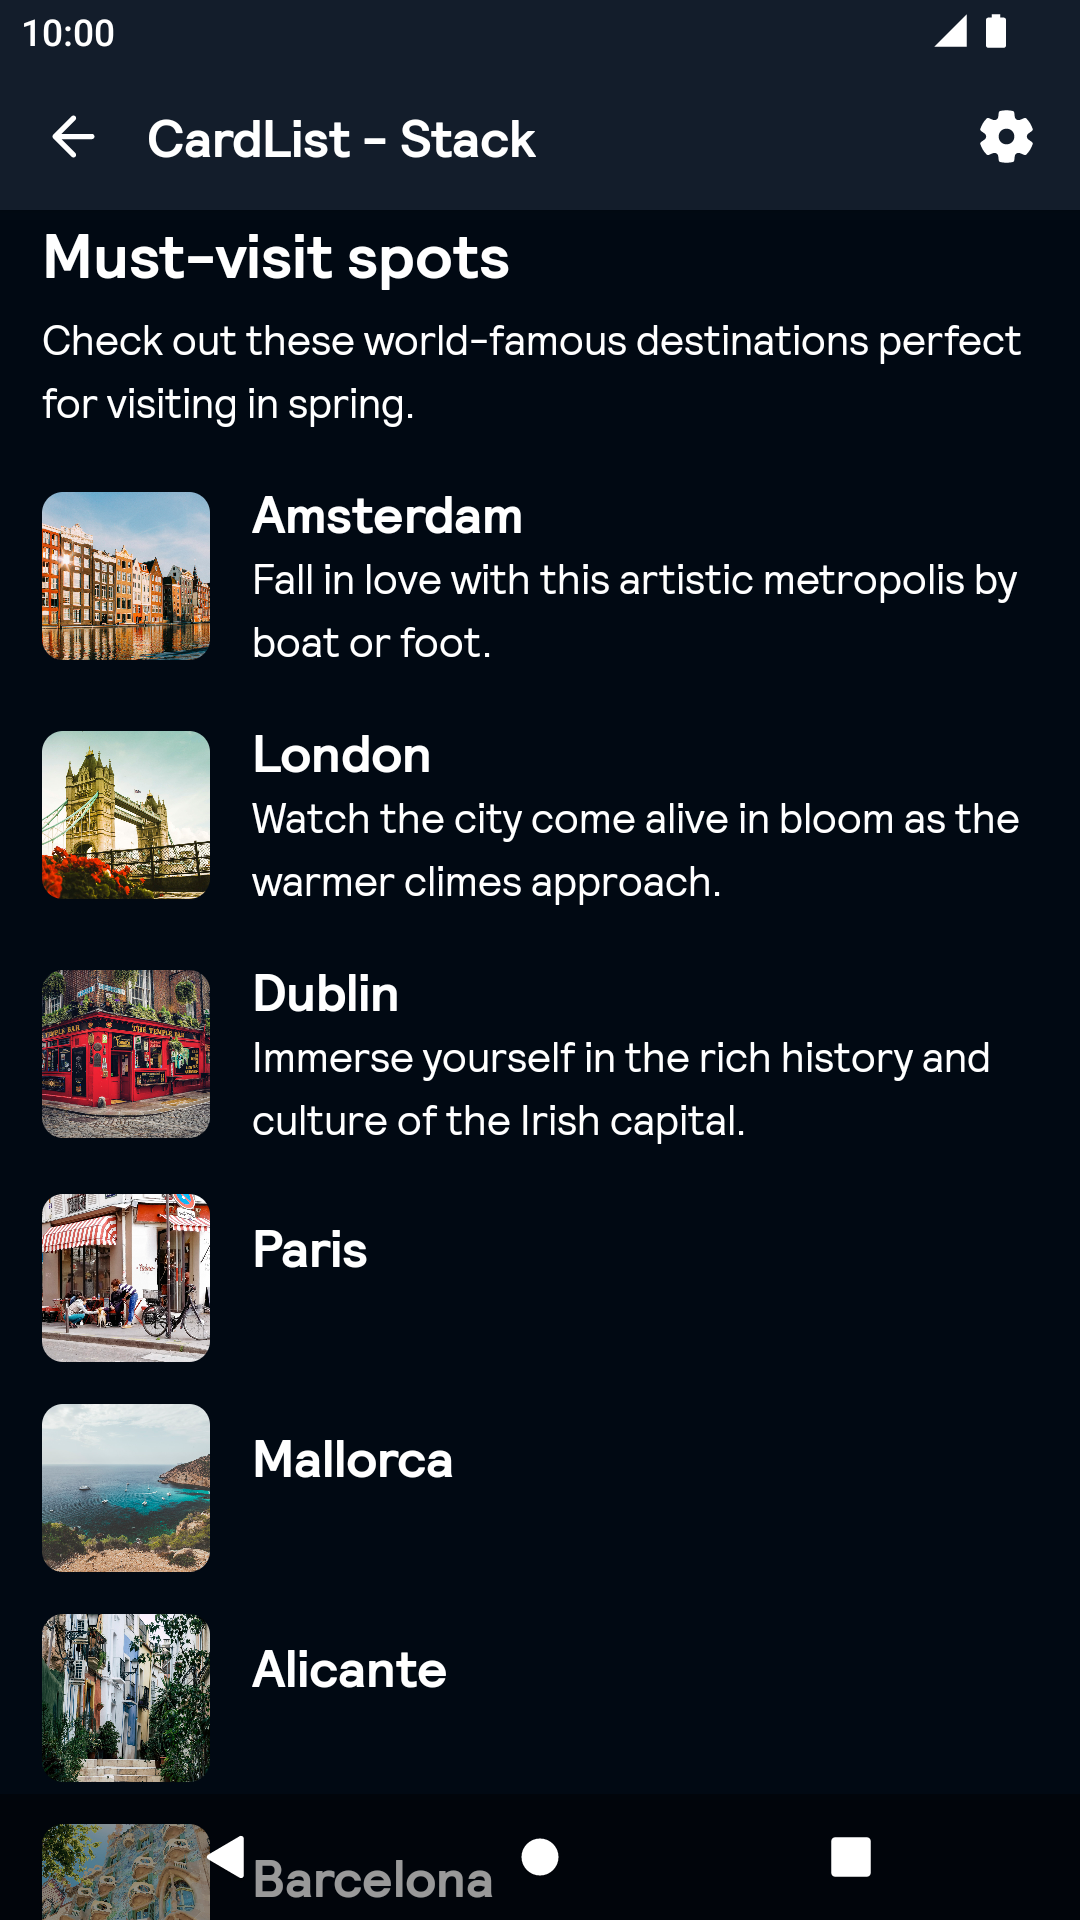 10:00
CardList - Stack
Must-visit spots
Check out these world-famous destinations perfect
for visiting in spring.
Amsterdam
Fall in love with this artistic metropolis by
boat or foot.
London
Watch the city come alive in bloom as the
warmer climes approach.
THE TEMPLE BAR
Dublin
Immerse yourself in the rich history and
culture of the Irish capital.
Paris
Mallorca
Alicante
Barcelona